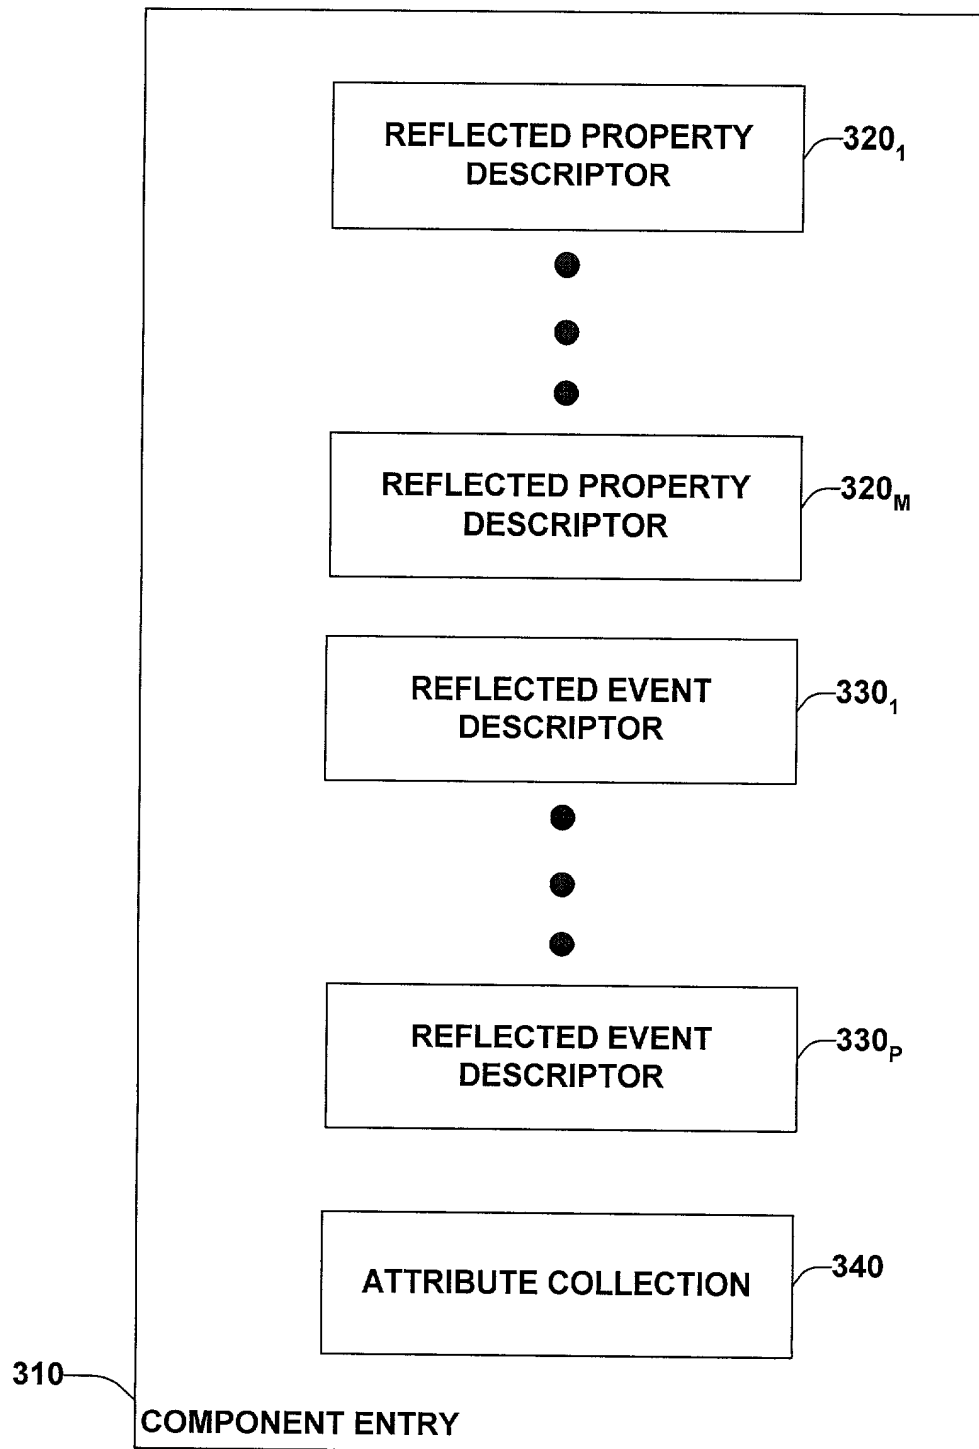 REFLECTED PROPERTY
DESCRIPTOR
320₁
REFLECTED PROPERTY
DESCRIPTOR
320M
REFLECTED EVENT
DESCRIPTOR
330₁
REFLECTED EVENT
DESCRIPTOR
330P
ATTRIBUTE COLLECTION
340
310
COMPONENT ENTRY